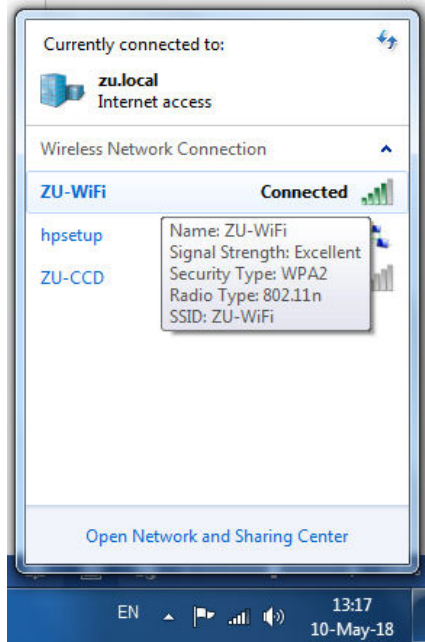 Currently connected to:
zu.local
Internet access
Wireless Network Connection
ZU-WiFi Connected
hpsetup
ZU-CCD
Name: ZU-WiFi
Signal Strength: Excellent
Security Type: WPA2
Radio Type: 802.11n
SSID: ZU-WiFi
Open Network and Sharing Center
EN
13:17
10-May-18